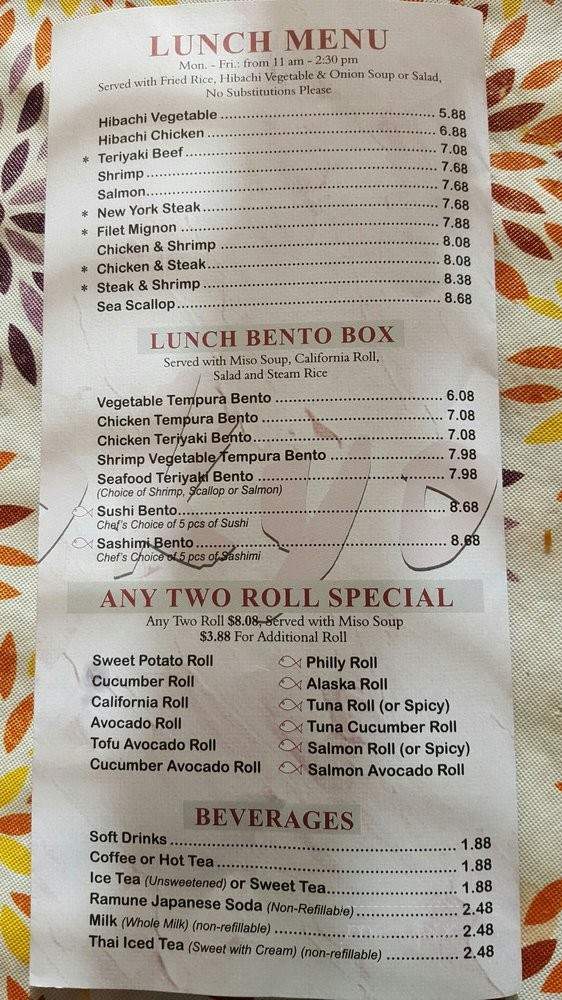 LUNCH MENU
Mon. - Fri.: from 11 am - 2:30 pm
Served with Fried Rice, Hibachi Vegetable & Onion Soup or Salad,
No Substitutions Please
Hibachi Vegetable 5.88
Hibachi Chicken 6.88
* Teriyaki Beef 7.08
Shrimp 7.68
Salmon 7.68
* New York Steak 7.68
* Filet Mignon 7.88
Chicken & Shrimp 8.08
* Chicken & Steak 8.08
* Steak & Shrimp 8.38
Sea Scallop 8.68
LUNCH BENTO BOX
Served with Miso Soup, California Roll,
Salad and Steam Rice
Vegetable Tempura Bento 6.08
Chicken Tempura Bento 7.08
Chicken Teriyaki Bento 7.08
Shrimp Vegetable Tempura Bento 7.98
Seafood Teriyaki Bento 7.98
(Choice of Shrimp, Scallop or Salmon)
Sushi Bento 8.68
Chef's Choice of 5 pcs of Sushi
Sashimi Bento 8.68
Chef's Choice of 5 pcs of Sashimi
ANY TWO ROLL SPECIAL
Any Two Roll $8.08, Served with Miso Soup
$3.88 For Additional Roll
Sweet Potato Roll
Cucumber Roll
California Roll
Avocado Roll
Tofu Avocado Roll
Cucumber Avocado Roll
Philly Roll
Alaska Roll
Tuna Roll (or Spicy)
Tuna Cucumber Roll
Salmon Roll (or Spicy)
Salmon Avocado Roll
BEVERAGES
Soft Drinks 1.88
Coffee or Hot Tea 1.88
Ice Tea (Unsweetened) or Sweet Tea 1.88
Ramune Japanese Soda (Non-Refillable) 2.48
Milk (Whole Milk) (non-refillable) 2.48
Thai Iced Tea (Sweet with Cream) (non-refillable) 2.48